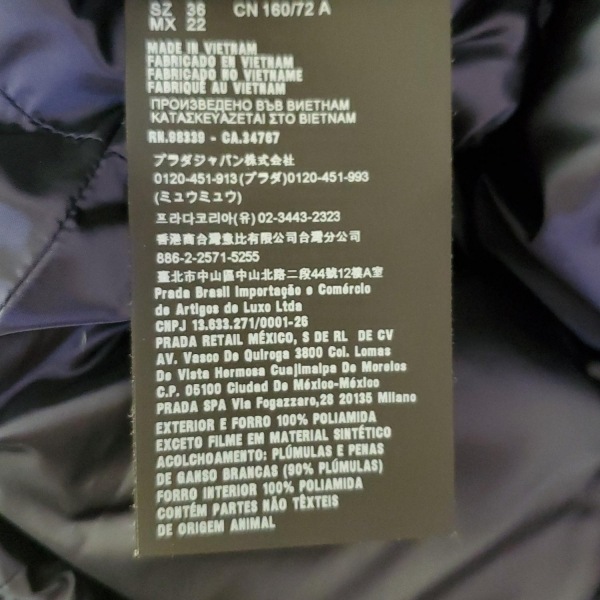 SZ 36 CN 160/72 A
MX 22
MADE IN VIETNAM
FABRICADO EN VIETNAM
FABRICADO NO VIETNAME
FABRIQUÉ AU VIETNAM
ПРОИЗВЕДЕНО ВЪВ ВИЕТНАМ
ΚΑΤΑΣΚΕΥΑΖΕΤΑΙ ΣΤΟ ΒΙΕΤΝΑΜ
RN.98339 - CA.34767
プラダジャパン株式会社
0120-451-913(プラダ)0120-451-993
(ミュウミュウ)
프라다코리아(유) 02-3443-2323
香港商台灣壹比有限公司台灣分公司
886-2-2571-5255
臺北市中山區中山北路二段44號12樓A室
Prada Brasil Importação e Comércio
de Artigos de Luxo Ltda
CNPJ 13.633.271/0001-26
PRADA RETAIL MÉXICO, S DE RL DE CV
AV. Vasco De Quiroga 3800 Col. Lomas
De Vista Hermosa Cuajimalpa De Morelos
C.P. 05100 Ciudad De México-México
PRADA SPA Via Fogazzaro,28 20135 Milano
EXTERIOR E FORRO 100% POLIAMIDA
EXCETO FILME EM MATERIAL SINTÉTICO
ACOLCHOAMENTO: PLÚMULAS E PENAS
DE GANSO BRANCAS (90% PLÚMULAS)
FORRO INTERIOR 100% POLIAMIDA
CONTÉM PARTES NÃO TÊXTEIS
DE ORIGEM ANIMAL